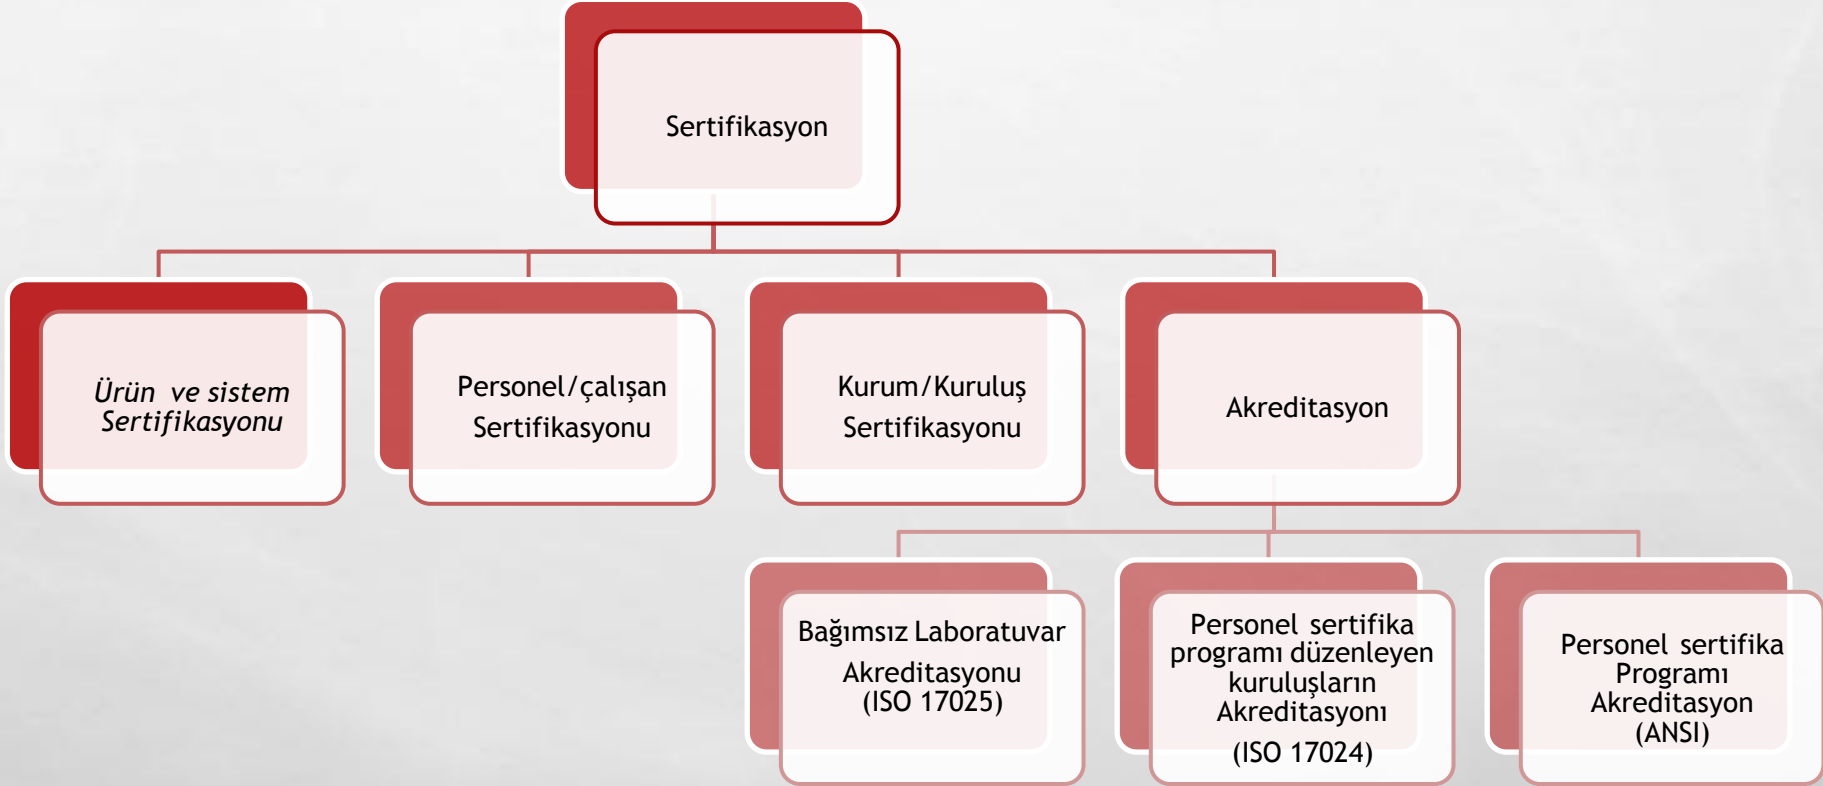 Sertifikasyon
Ürün ve sistem
Sertifikasyonu
Personel/çalışan
Sertifikasyonu
Kurum/Kuruluş
Sertifikasyonu
Akreditasyon
Bağımsız Laboratuvar
Akreditasyonu
(ISO 17025)
Personel sertifika
programı düzenleyen
kuruluşların
Akreditasyonı
(ISO 17024)
Personel sertifika
Programı
Akreditasyon
(ANSI)